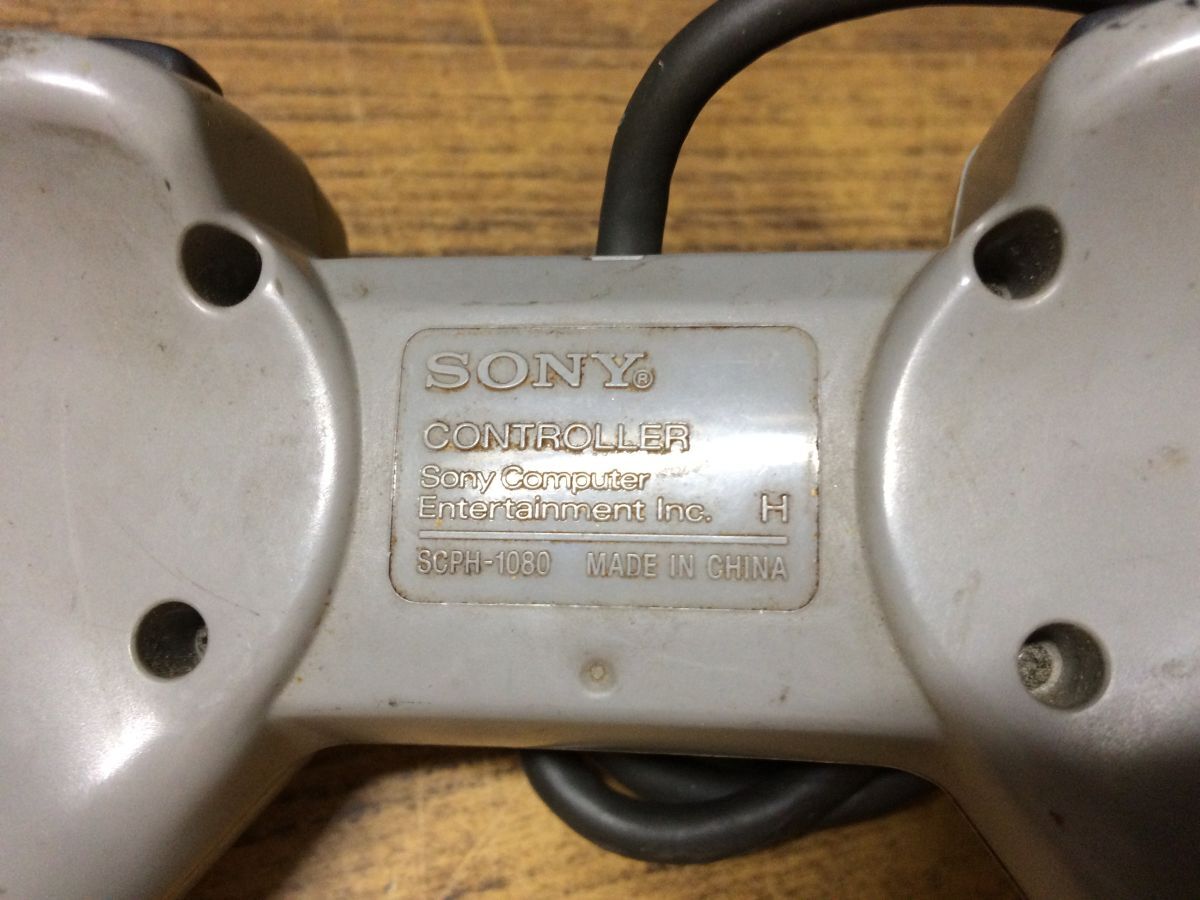 SONY®
CONTROLLER
Sony Computer
Entertainment Inc. H
SCPH-1080 MADE IN CHINA